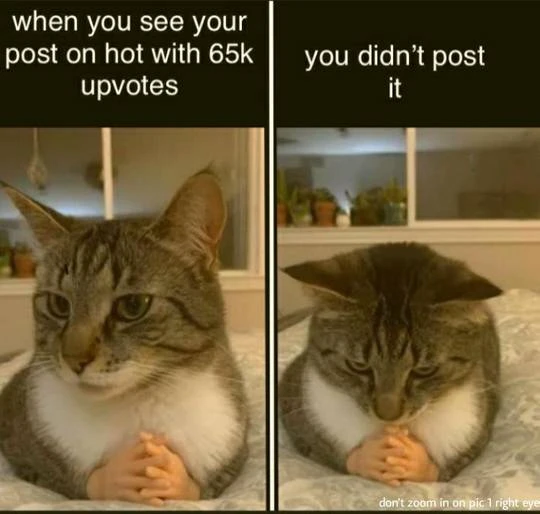 when you see your
post on hot with 65k
upvotes
you didn't post
it
don't zoom in on pic 1 right eye